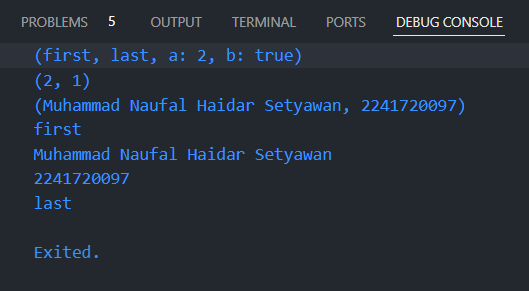 PROBLEMS 5 OUTPUT TERMINAL PORTS DEBUG CONSOLE
(first, last, a: 2, b: true)
(2, 1)
(Muhammad Naufal Haidar Setyawan, 2241720097)
first
Muhammad Naufal Haidar Setyawan
2241720097
last
Exited.